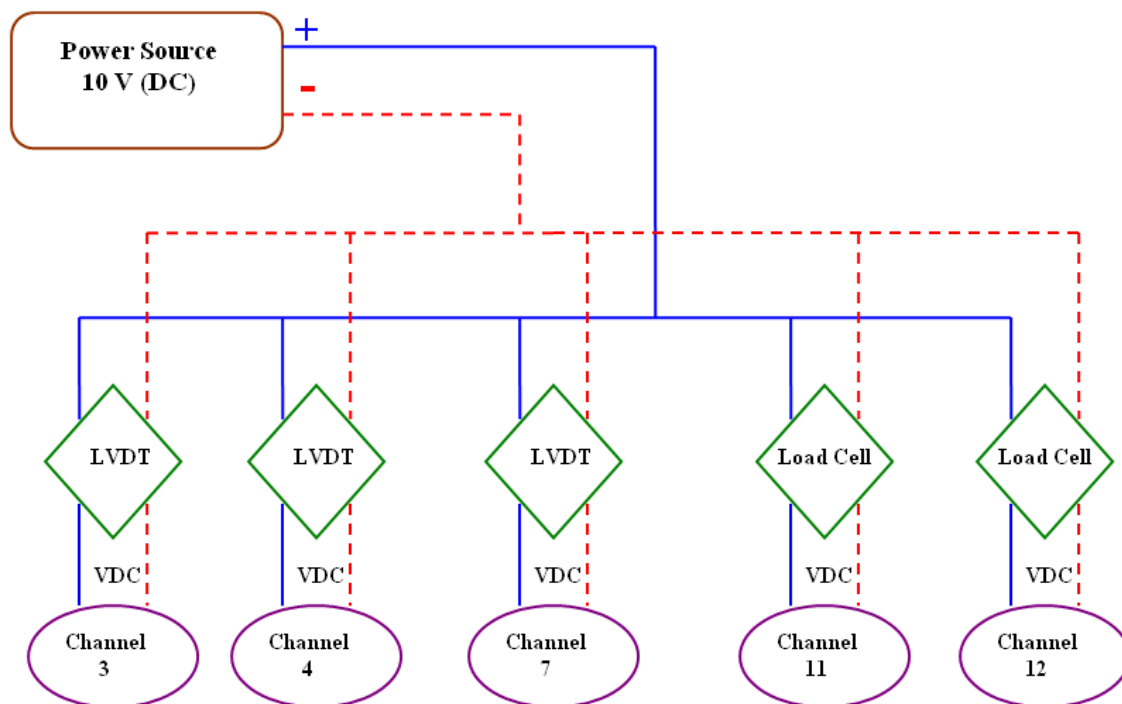 Power Source
10 V (DC)
+
-
LVDT
LVDT
LVDT
Load Cell
Load Cell
VDC
VDC
VDC
VDC
VDC
Channel
3
Channel
4
Channel
7
Channel
11
Channel
12